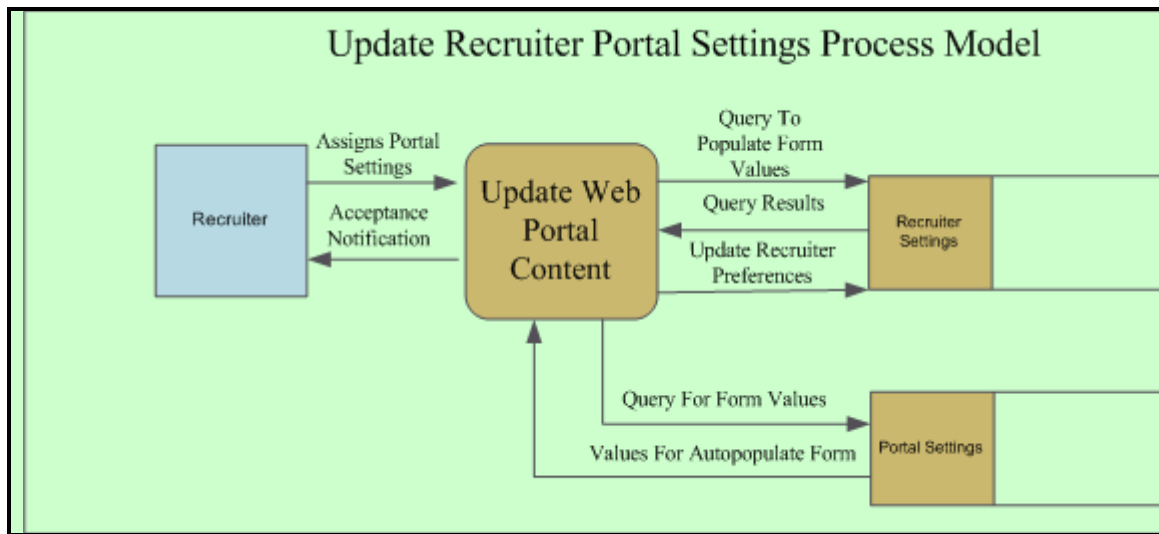 Update Recruiter Portal Settings Process Model
Assigns Portal
Settings
Recruiter
Acceptance
Notification
Update Web
Portal
Content
Query To
Populate Form
Values
Query Results
Update Recruiter
Preferences
Recruiter
Settings
Query For Form Values
Values For Autopopulate Form
Portal Settings